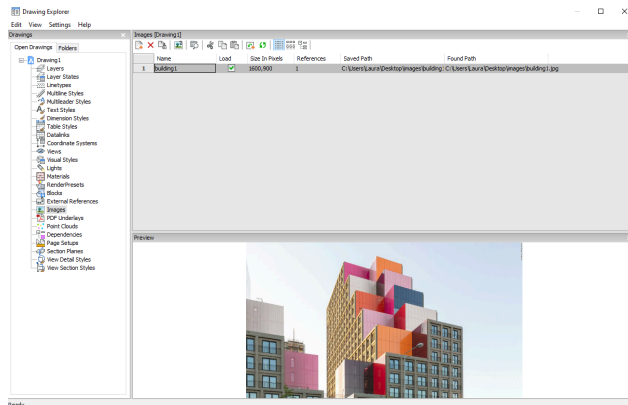 Drawing Explorer
Edit View Settings Help
Drawings
Images [Drawing1]
Open Drawings Folders
Drawing1
Layers
Layer States
Linetypes
Multiline Styles
Multileader Styles
Text Styles
Dimension Styles
Table Styles
Datalinks
Coordinate Systems
Views
Visual Styles
Lights
Materials
RenderPresets
Blocks
External References
Images
PDF Underlays
Point Clouds
Dependencies
Page Setups
Section Planes
View Detail Styles
View Section Styles
Name Load Size In Pixels References Saved Path Found Path
1 building1 1600,900 1 C:\Users\Laura\Desktop\images\building: C:\Users\Laura\Desktop\images\building1.jpg
Preview
Ready